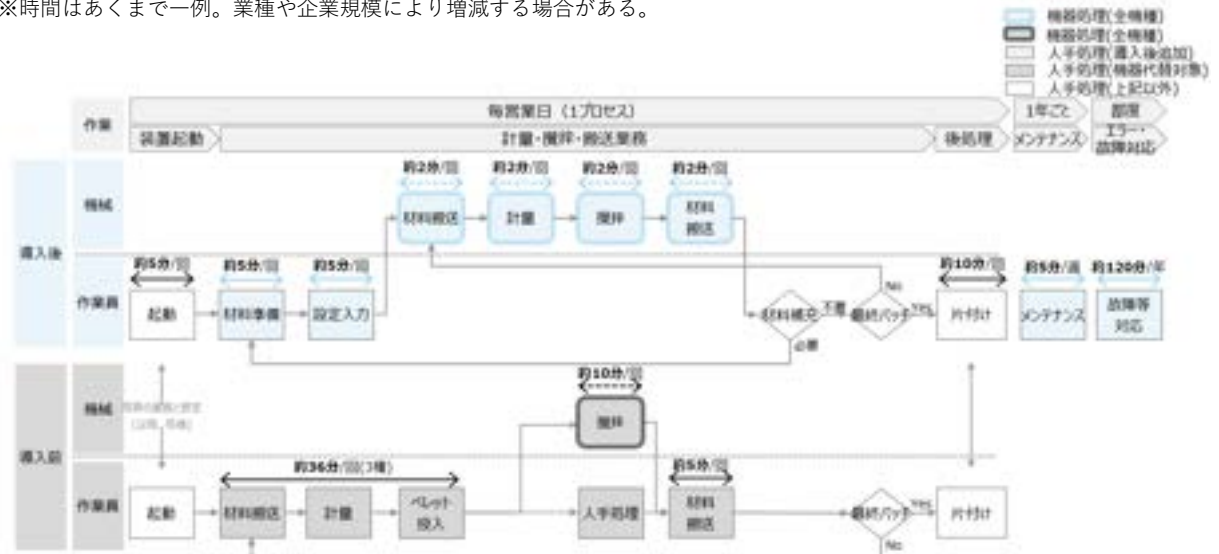 ※時間はあくまで一例。業種や企業規模により増減する場合がある。
機器処理(全機種)
機器処理(全機種)
人手処理(導入後追加)
人手処理(機器代替対象)
人手処理(上記以外)
作業
毎営業日（1プロセス）
1年ごと
都度
装置起動
計量・攪拌・搬送業務
後処理
メンテナンス
エラー・
故障対応
導入後
機械
約2分/回
約2分/回
約2分/回
約2分/回
材料搬送
計量
攪拌
材料
搬送
作業員
約5分/回
約5分/回
約5分/回
約10分/回
約5分/週
約120分/年
起動
材料準備
設定入力
材料補充
不要
必要
最終バッチ
No
Yes
片付け
メンテナンス
故障等
対応
導入前
機械
約10分/回
攪拌
作業員
約36分/回(3種)
約5分/回
起動
材料搬送
計量
ペレット
投入
人手処理
材料
搬送
最終バッチ
Yes
No
片付け